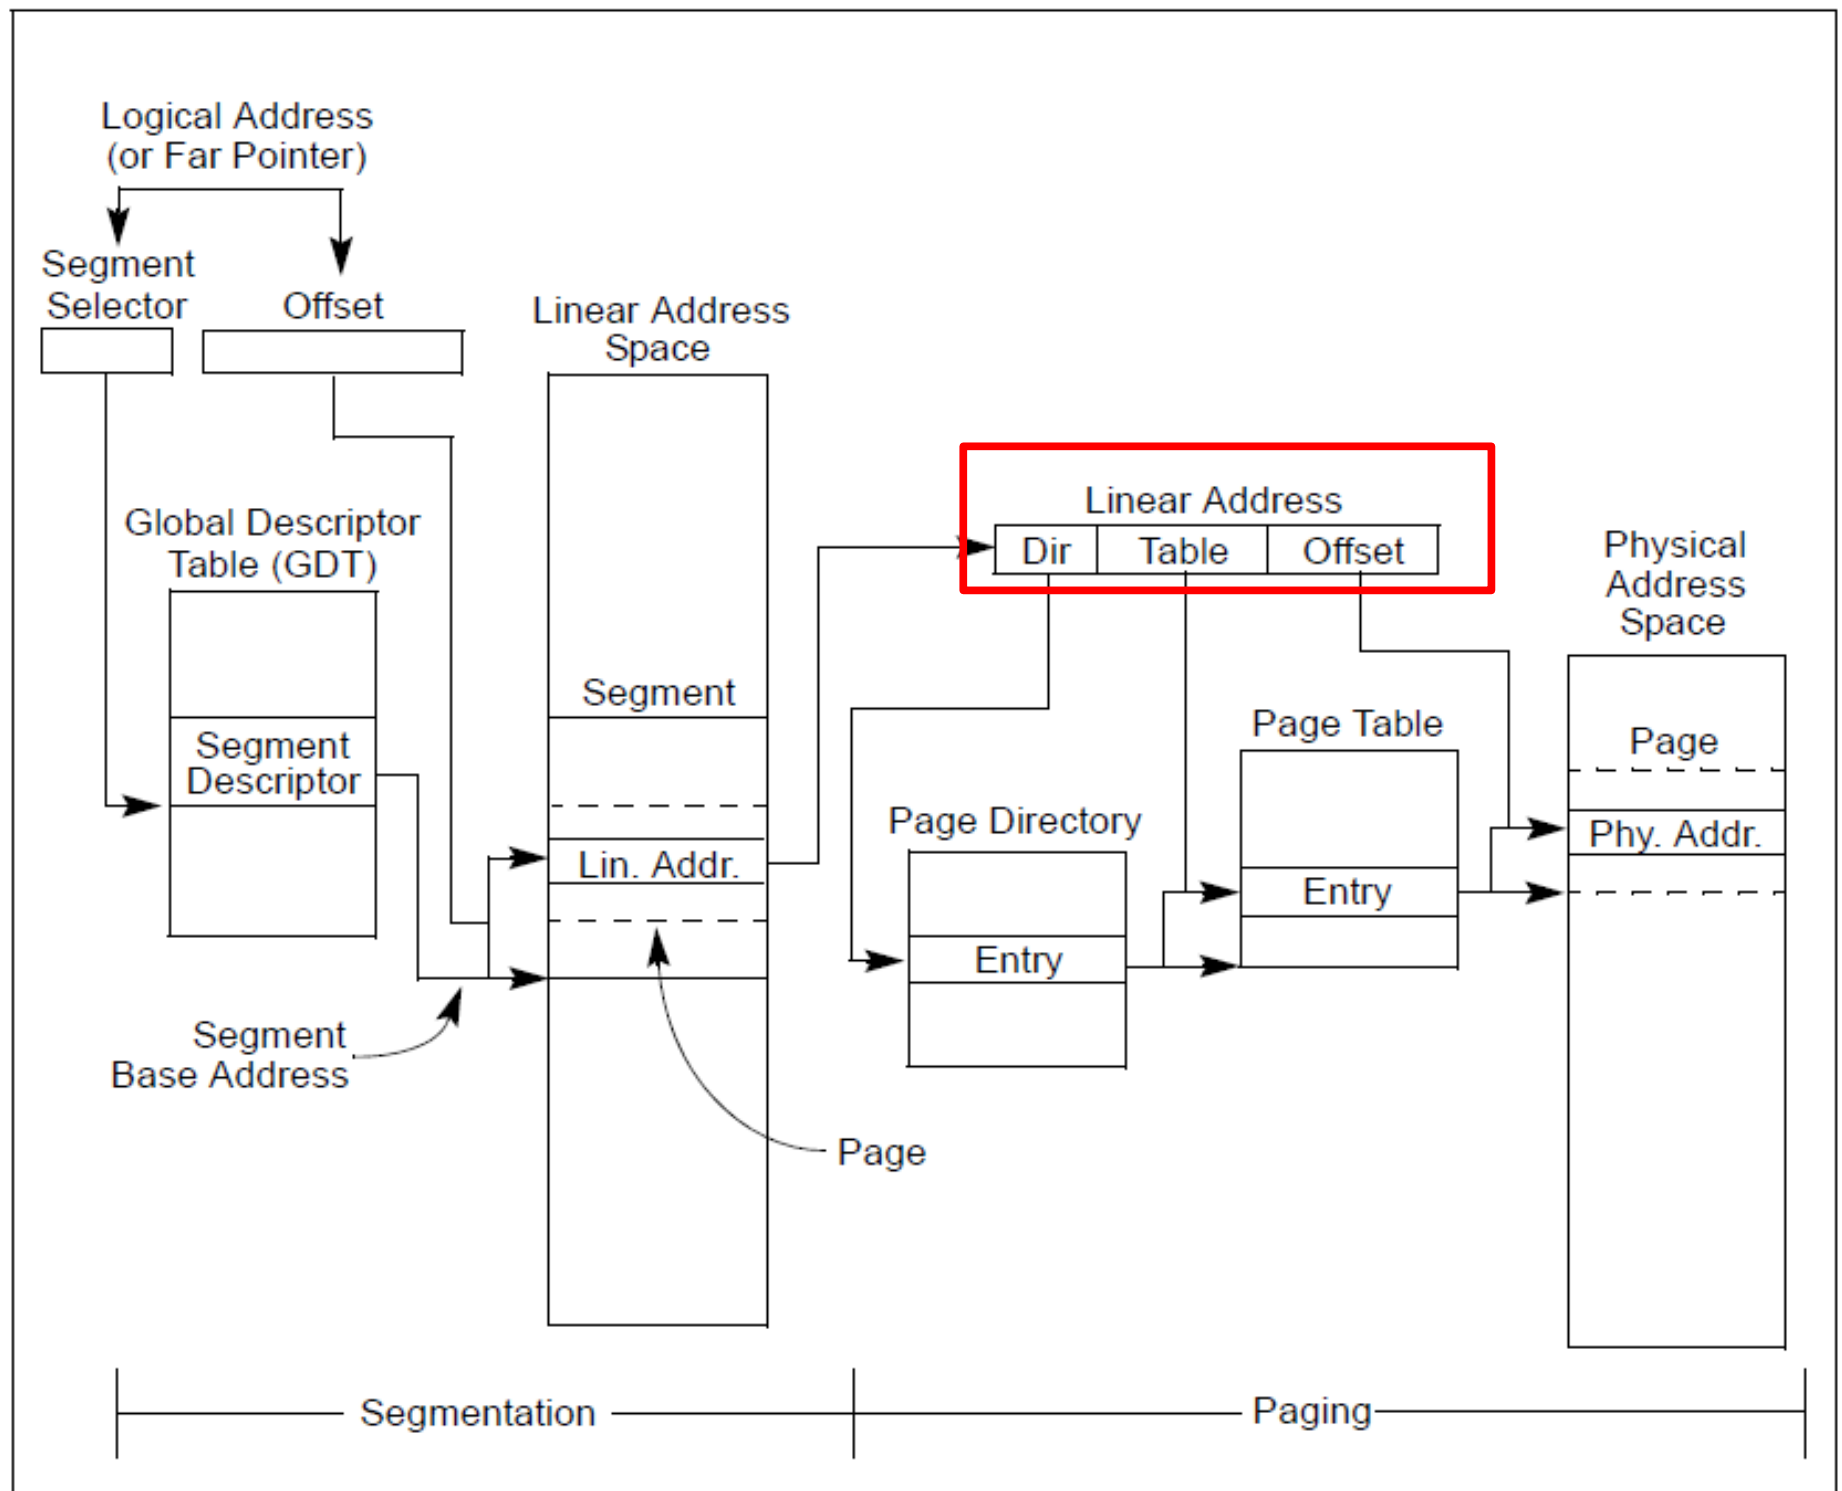 Logical Address
(or Far Pointer)
Segment
Selector
Offset
Linear Address
Space
Global Descriptor
Table (GDT)
Segment
Descriptor
Segment
Lin. Addr.
Segment
Base Address
Page
Linear Address
Dir
Table
Offset
Page Directory
Entry
Page Table
Entry
Physical
Address
Space
Page
Phy. Addr.
Segmentation
Paging